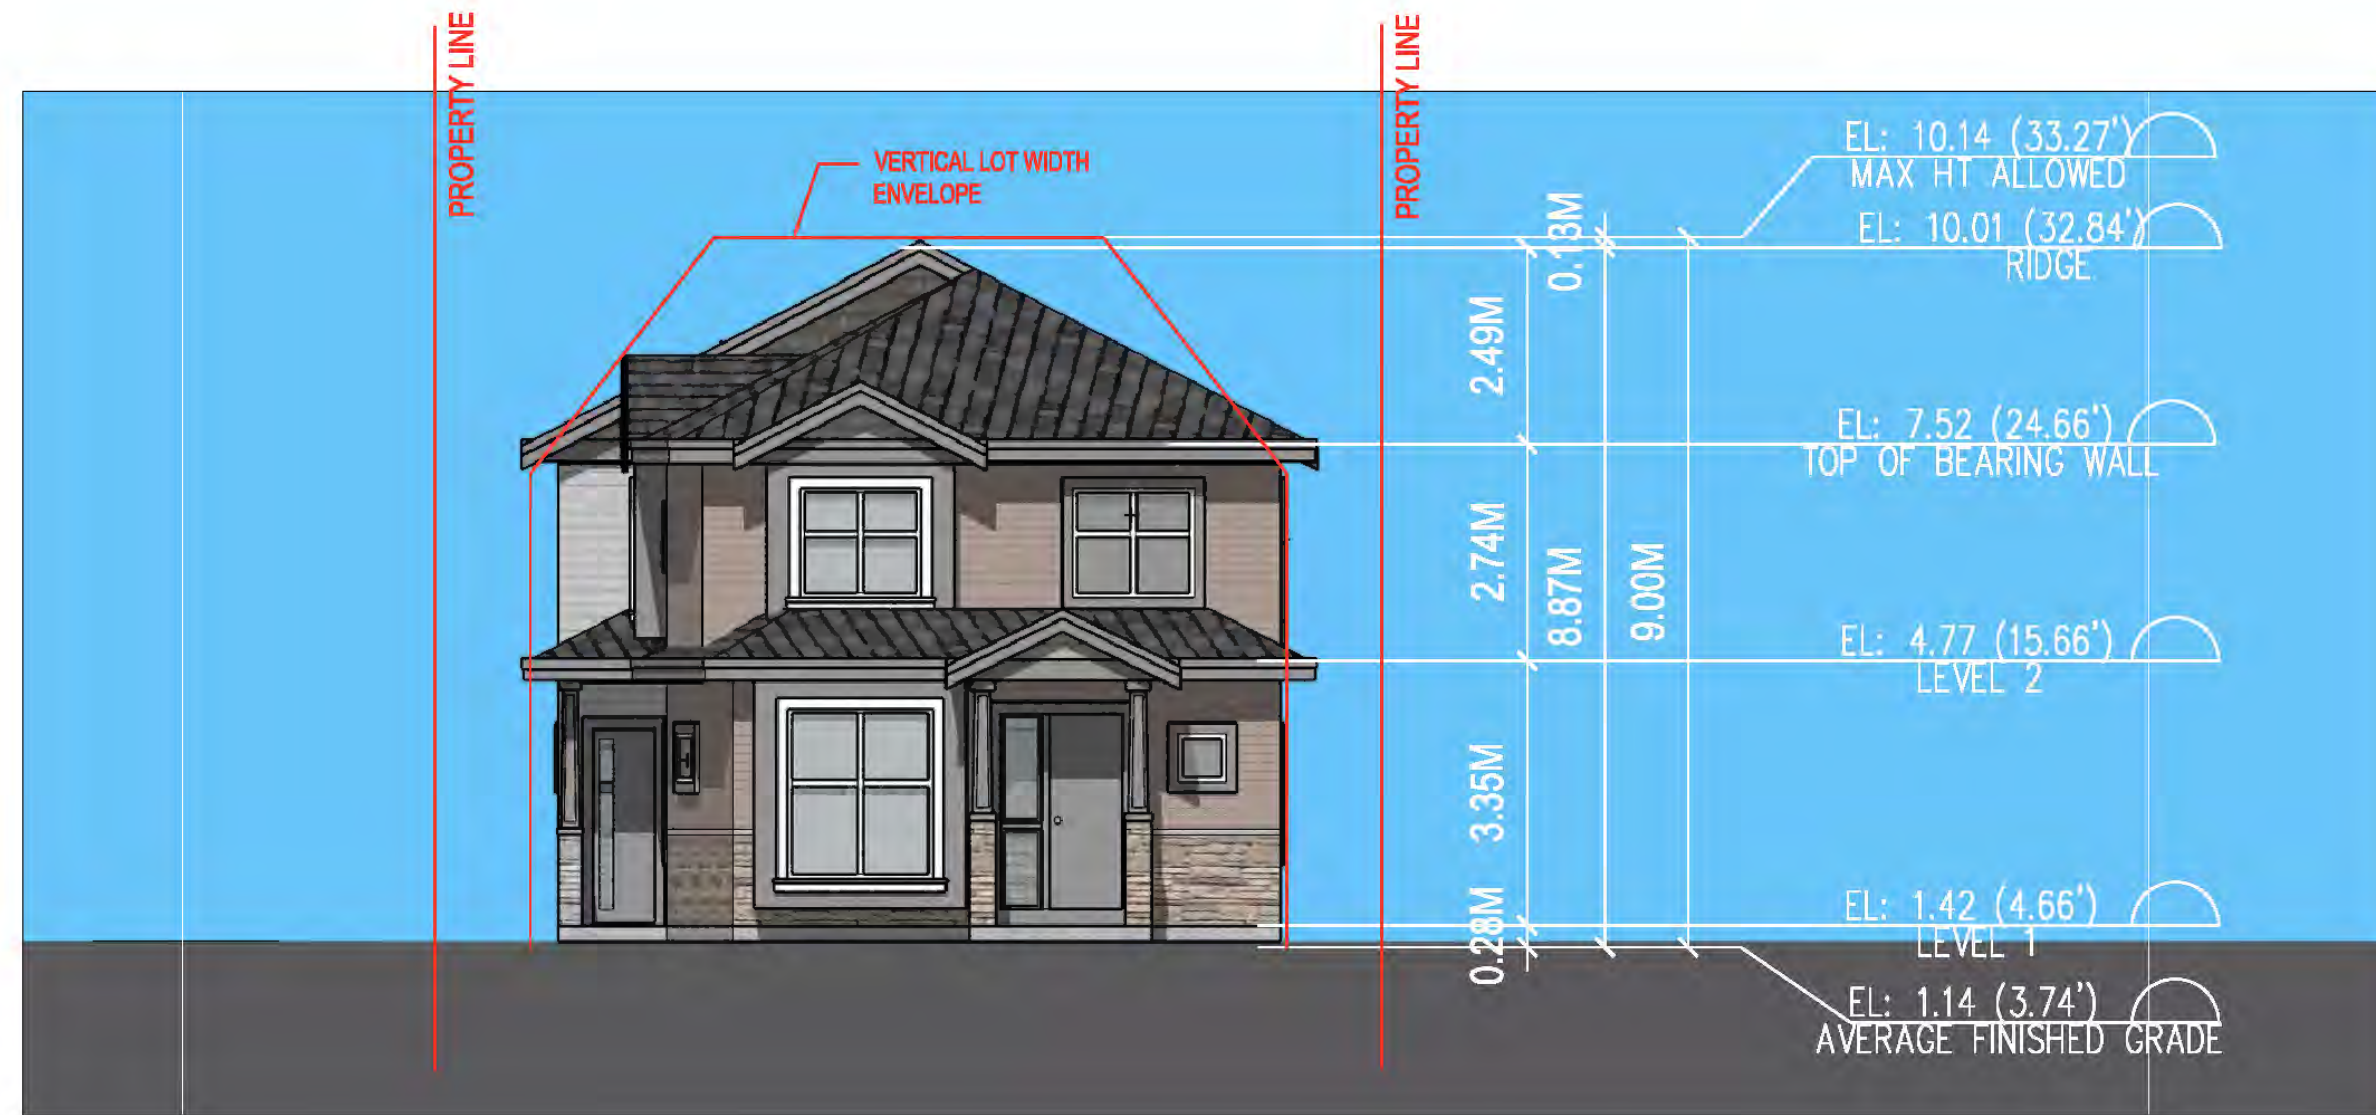 PROPERTY LINE
PROPERTY LINE
VERTICAL LOT WIDTH
ENVELOPE
EL: 10.14 (33.27')
MAX HT ALLOWED
EL: 10.01 (32.84')
RIDGE
0.13M
2.49M
EL: 7.52 (24.66')
TOP OF BEARING WALL
2.74M
8.87M
9.00M
EL: 4.77 (15.66')
LEVEL 2
3.35M
EL: 1.42 (4.66')
LEVEL 1
0.28M
EL: 1.14 (3.74')
AVERAGE FINISHED GRADE